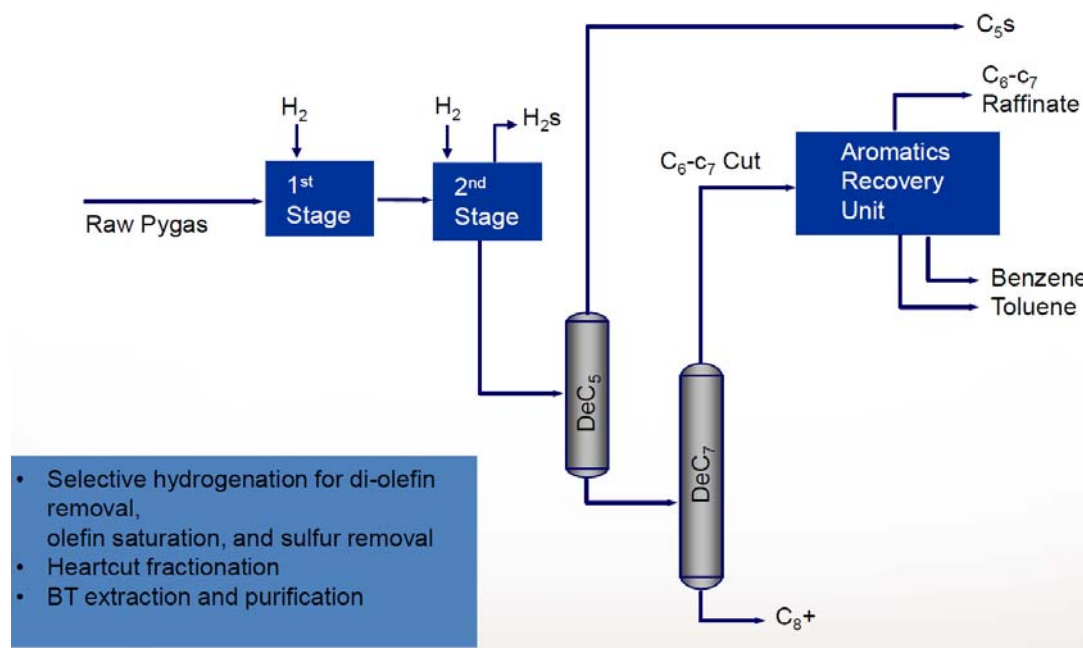 C₅s
C₆-c₇
Raffinate
H₂
H₂
H₂s
C₆-c₇ Cut
Aromatics
Recovery
Unit
1st
Stage
2nd
Stage
Raw Pygas
Benzene
Toluene
DeC₅
DeC₇
• Selective hydrogenation for di-olefin
removal,
olefin saturation, and sulfur removal
• Heartcut fractionation
• BT extraction and purification
C₈+